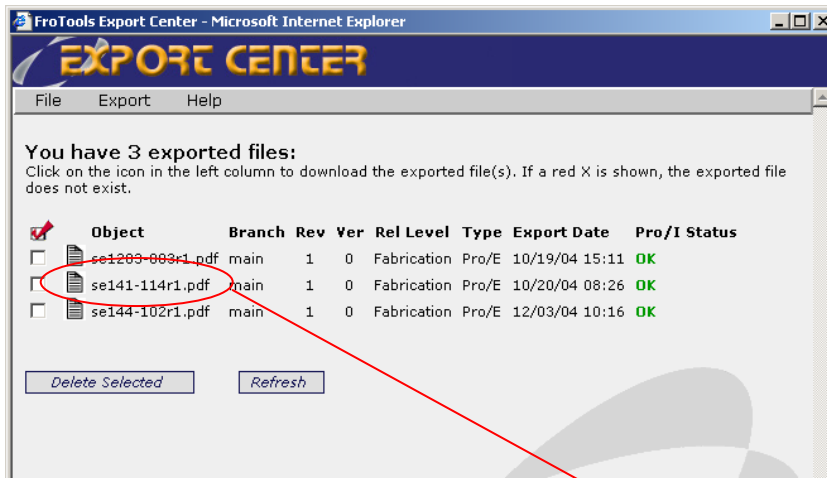 FroTools Export Center - Microsoft Internet Explorer
EXPORT CENTER
File Export Help
You have 3 exported files:
Click on the icon in the left column to download the exported file(s). If a red X is shown, the exported file
does not exist.
Object Branch Rev Ver Rel Level Type Export Date Pro/I Status
se1203-003r1.pdf main 1 0 Fabrication Pro/E 10/19/04 15:11 OK
se141-114r1.pdf main 1 0 Fabrication Pro/E 10/20/04 08:26 OK
se144-102r1.pdf main 1 0 Fabrication Pro/E 12/03/04 10:16 OK
Delete Selected Refresh